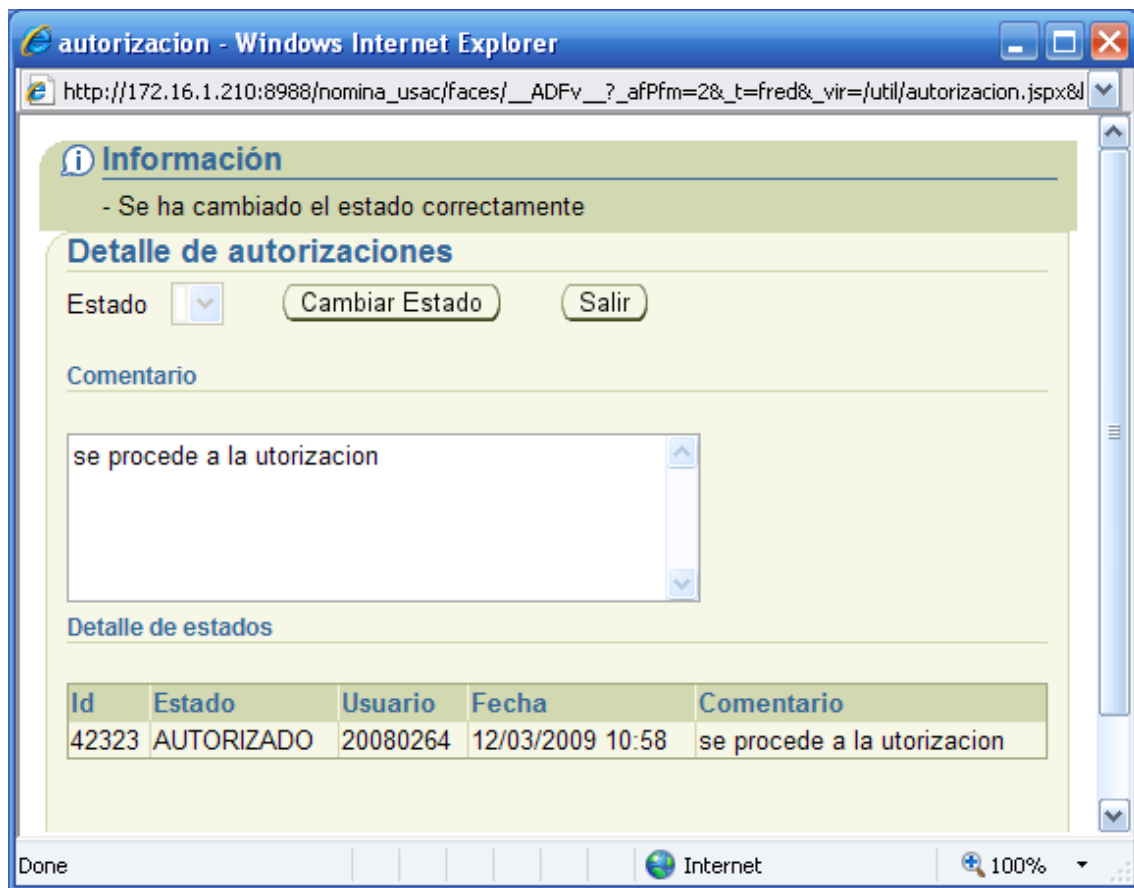 autorizacion - Windows Internet Explorer
http://172.16.1.210:8988/nomina_usac/faces/__ADFv__?_afPfm=2&_t=fred&_vir=/util/autorizacion.jspx&l
Información
- Se ha cambiado el estado correctamente
Detalle de autorizaciones
Estado Cambiar Estado Salir
Comentario
se procede a la utorizacion
Detalle de estados
Id Estado Usuario Fecha Comentario
42323 AUTORIZADO 20080264 12/03/2009 10:58 se procede a la utorizacion
Done Internet 100%